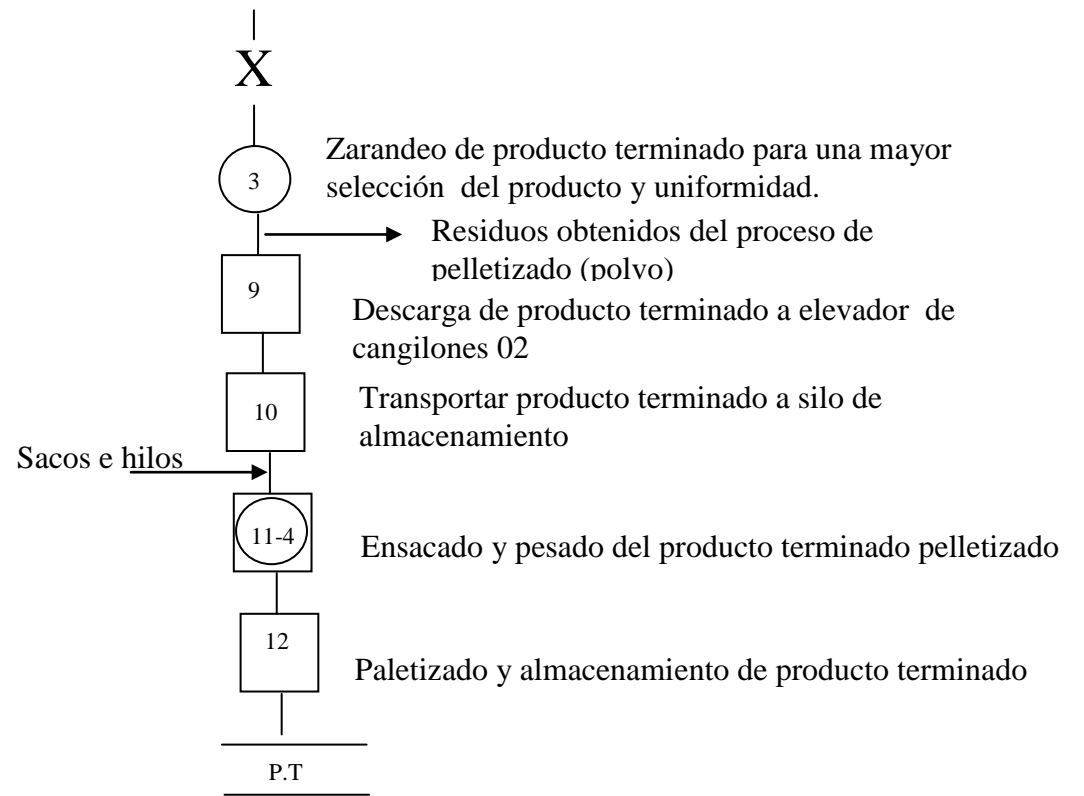 X
3
Zarandeo de producto terminado para una mayor
selección del producto y uniformidad.
Residuos obtenidos del proceso de
pelletizado (polvo)
9
Descarga de producto terminado a elevador de
cangilones 02
10
Transportar producto terminado a silo de
almacenamiento
Sacos e hilos
11-4
Ensacado y pesado del producto terminado pelletizado
12
Paletizado y almacenamiento de producto terminado
P.T